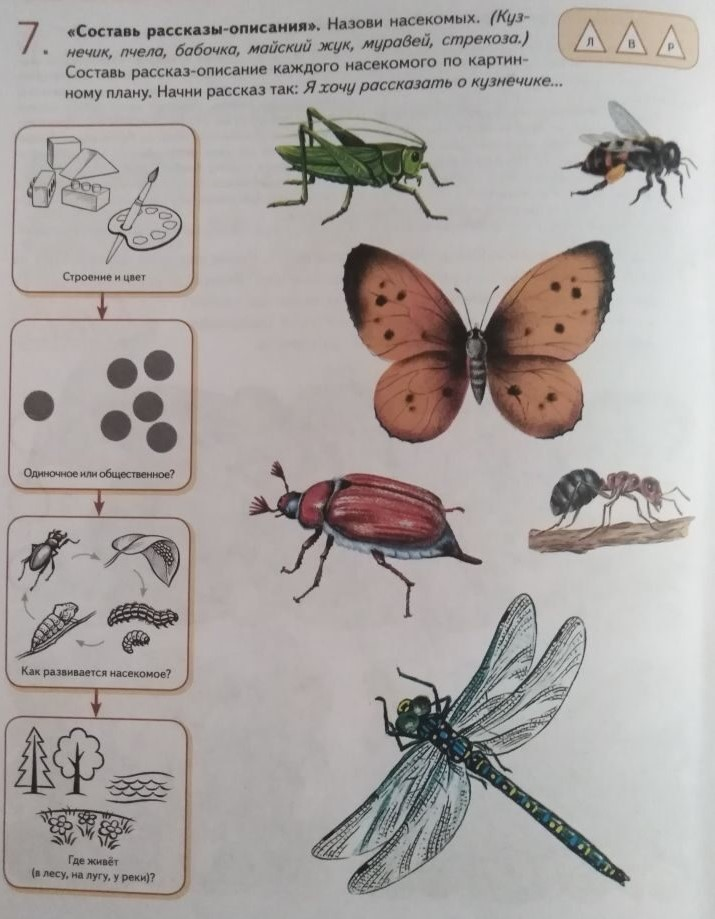 7. «Составь рассказы-описания». Назови насекомых. (Куз-
нечик, пчела, бабочка, майский жук, муравей, стрекоза.)
Составь рассказ-описание каждого насекомого по картин-
ному плану. Начни рассказ так: Я хочу рассказать о кузнечике...
Л В Р
Строение и цвет
Одиночное или общественное?
Как развивается насекомое?
Где живёт
(в лесу, на лугу, у реки)?